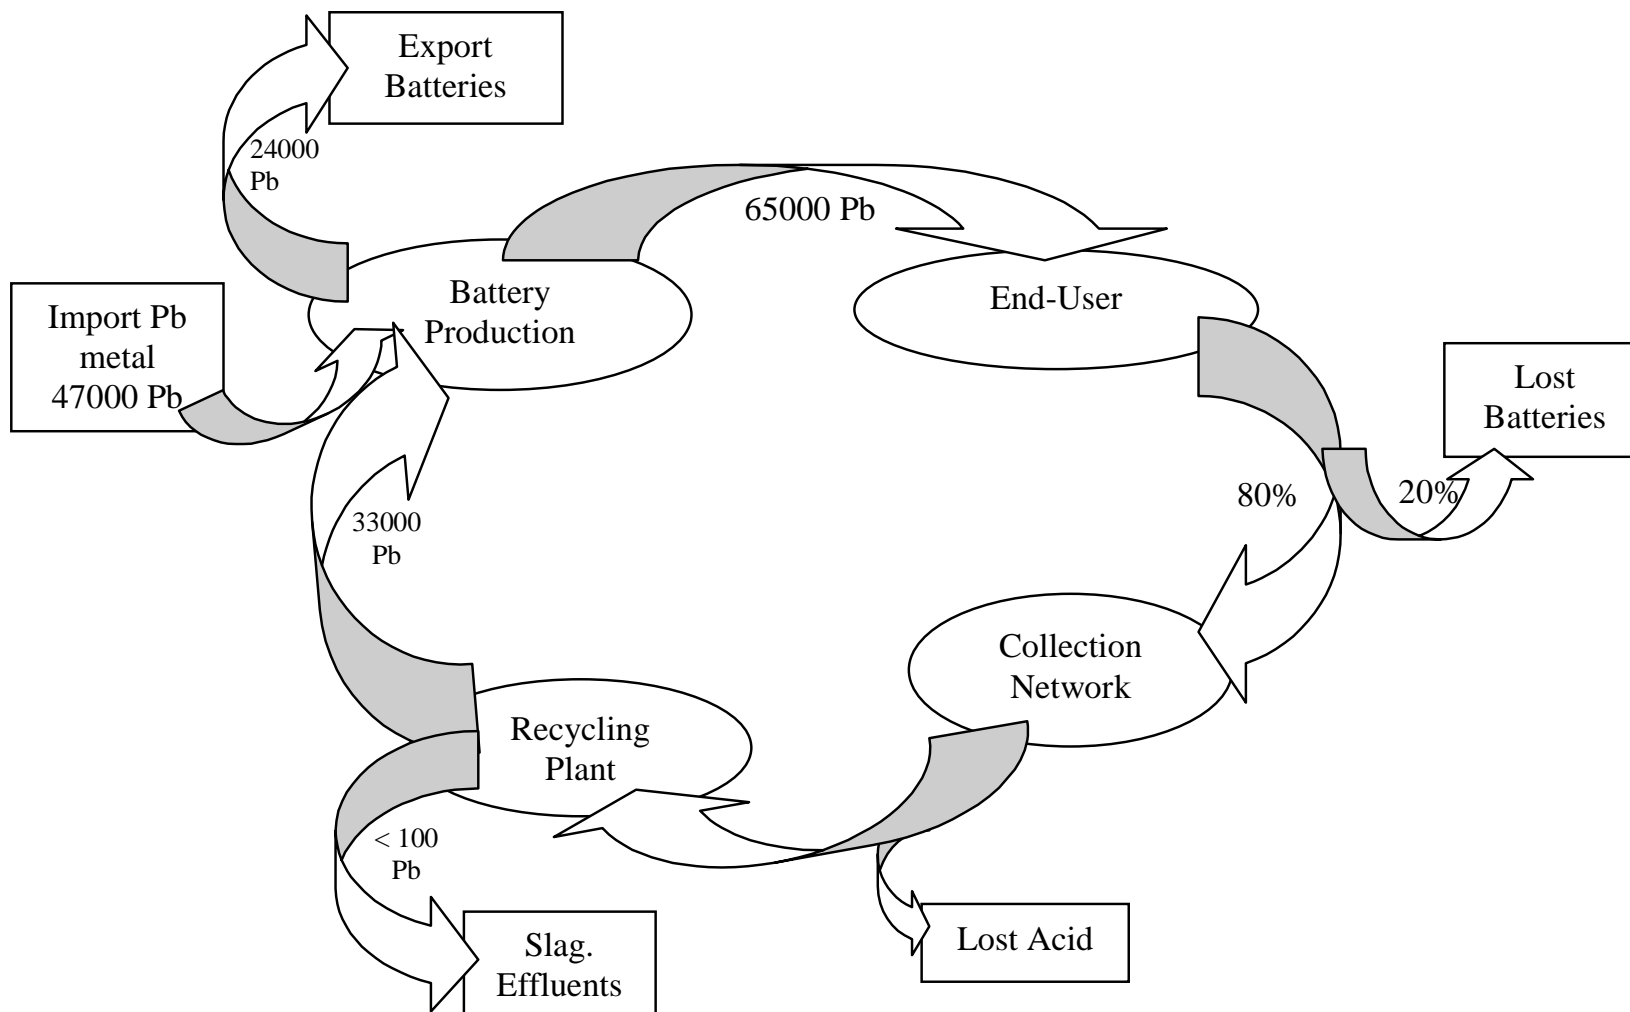 Export
Batteries
24000
Pb
65000 Pb
Battery
Production
End-User
Import Pb
metal
47000 Pb
Lost
Batteries
80%
20%
33000
Pb
Collection
Network
Recycling
Plant
< 100
Pb
Lost Acid
Slag.
Effluents